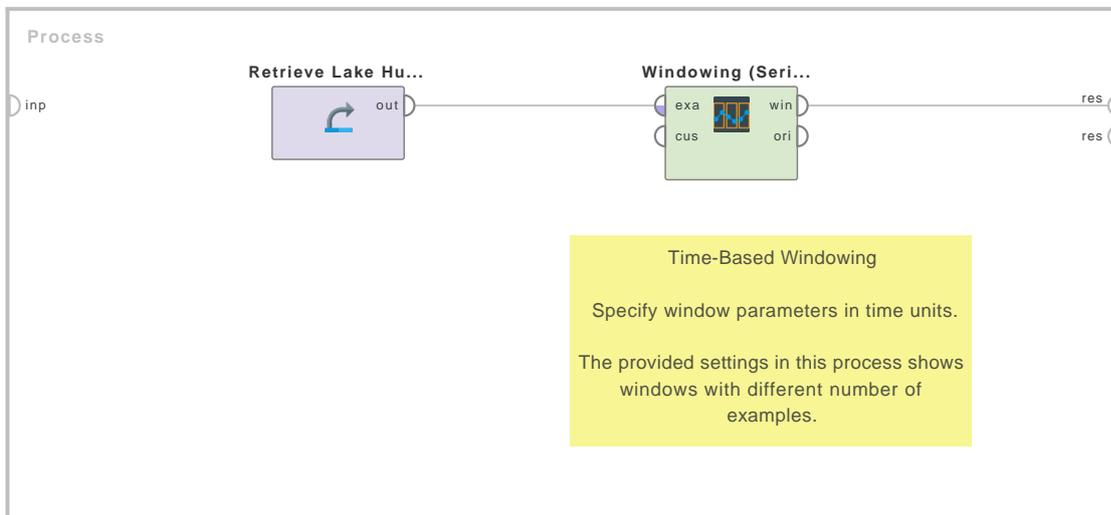 Process
Retrieve Lake Hu...
Windowing (Seri...
inp
out
exa
win
res
cus
ori
res
Time-Based Windowing
Specify window parameters in time units.
The provided settings in this process shows
windows with different number of
examples.